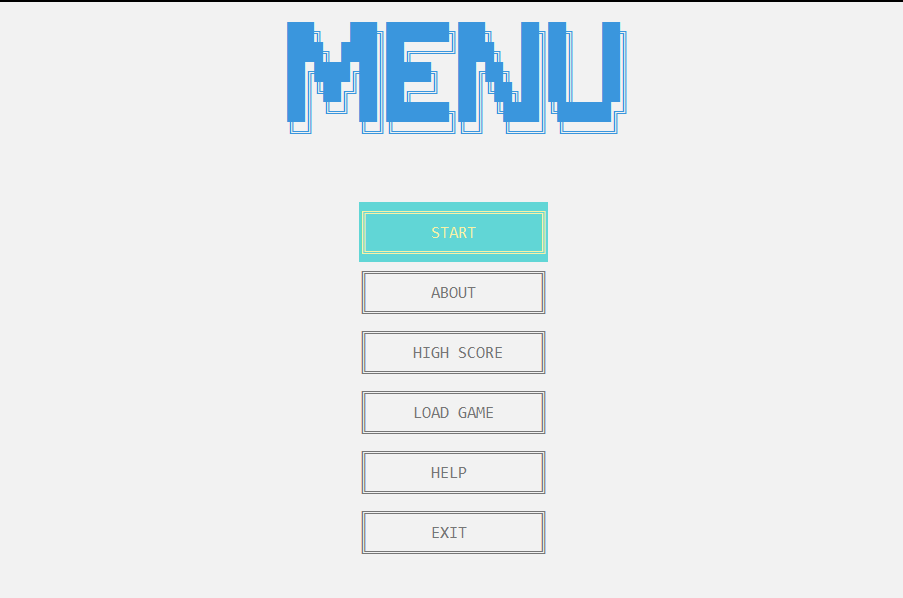 MENU
START
ABOUT
HIGH SCORE
LOAD GAME
HELP
EXIT